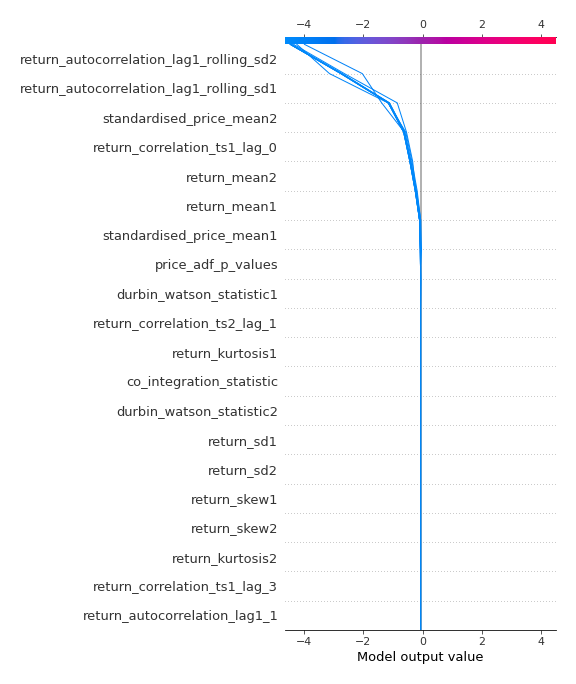 −4 −2 0 2 4
return_autocorrelation_lag1_rolling_sd2
return_autocorrelation_lag1_rolling_sd1
standardised_price_mean2
return_correlation_ts1_lag_0
return_mean2
return_mean1
standardised_price_mean1
price_adf_p_values
durbin_watson_statistic1
return_correlation_ts2_lag_1
return_kurtosis1
co_integration_statistic
durbin_watson_statistic2
return_sd1
return_sd2
return_skew1
return_skew2
return_kurtosis2
return_correlation_ts1_lag_3
return_autocorrelation_lag1_1
−4 −2 0 2 4
Model output value